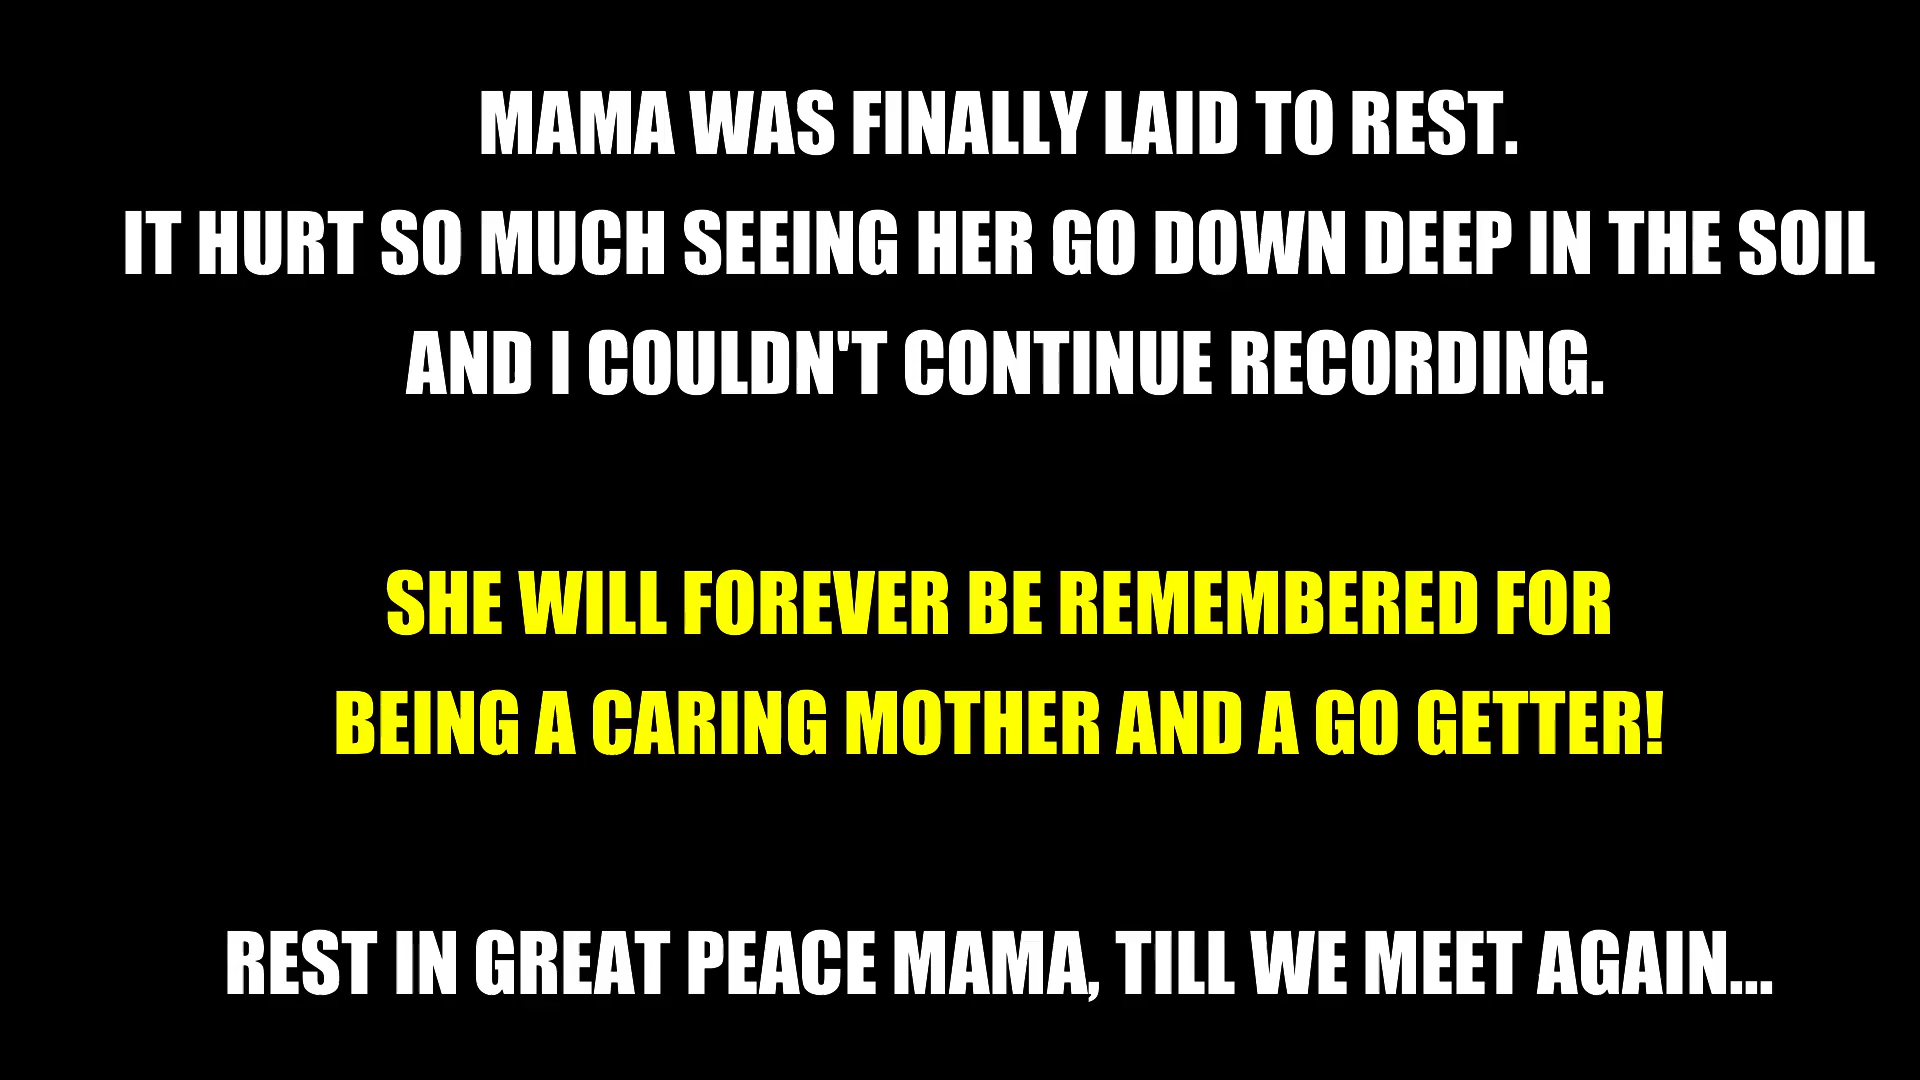 MAMA WAS FINALLY LAID TO REST.
IT HURT SO MUCH SEEING HER GO DOWN DEEP IN THE SOIL
AND I COULDN'T CONTINUE RECORDING.
SHE WILL FOREVER BE REMEMBERED FOR
BEING A CARING MOTHER AND A GO GETTER!
REST IN GREAT PEACE MAMA, TILL WE MEET AGAIN...